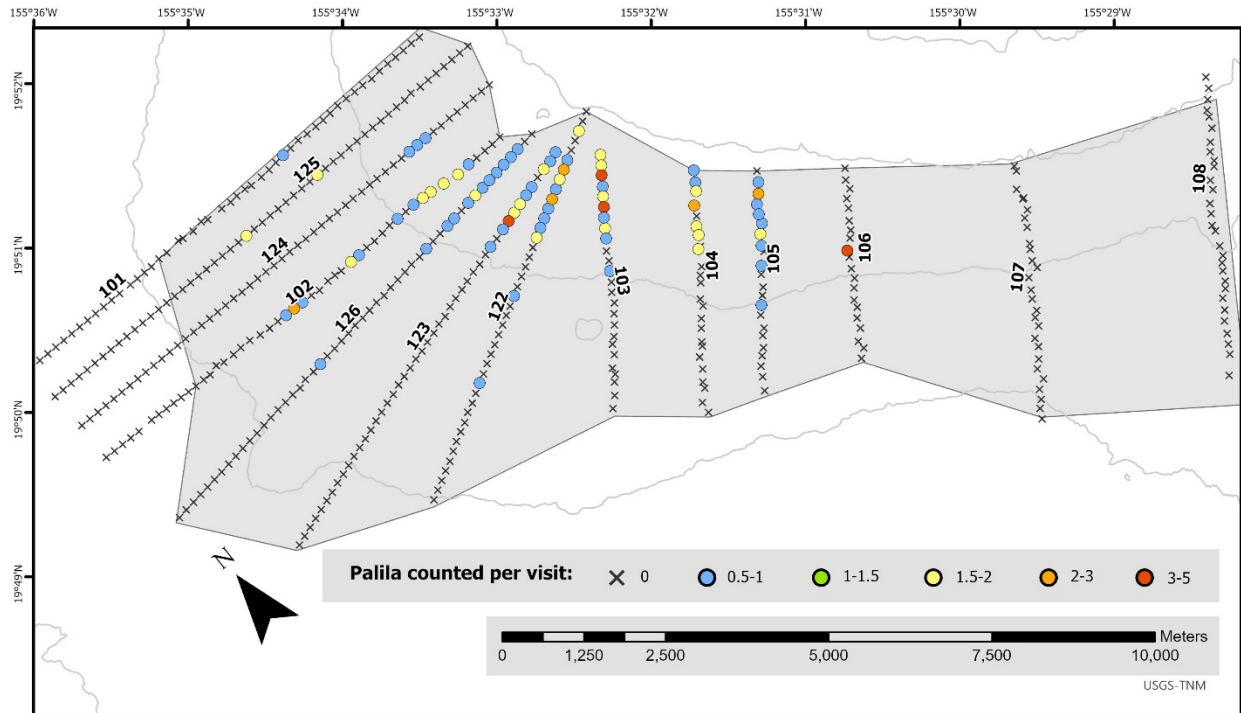 155°36'W 155°35'W 155°34'W 155°33'W 155°32'W 155°31'W 155°30'W 155°29'W
19°52'N
108
125
124
19°51'N
106
101
103
104
105
107
102
122
126
123
19°50'N
N
19°49'N
Palila counted per visit: 0 0.5-1 1-1.5 1.5-2 2-3 3-5
Meters
0 1,250 2,500 5,000 7,500 10,000
USGS-TNM